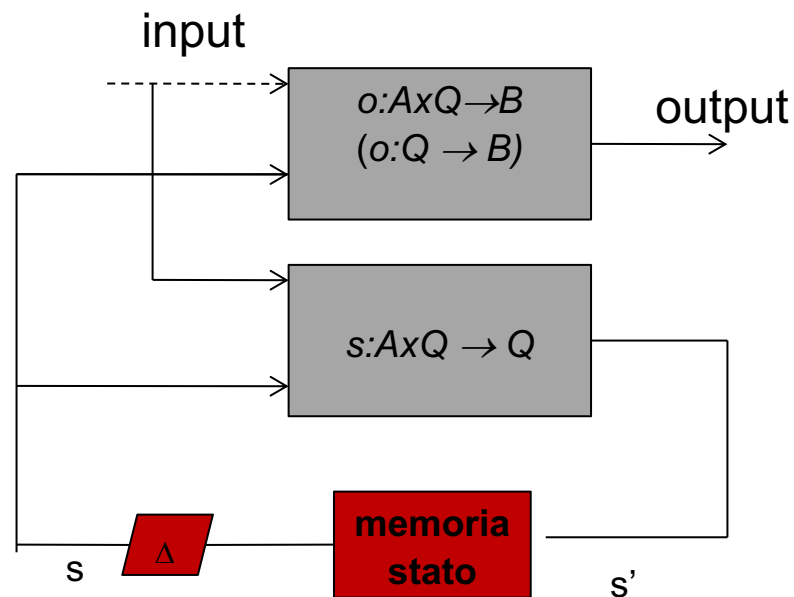 input
o:AxQ→B
(o:Q → B)
output
s:AxQ → Q
memoria
stato
Δ
s
s’